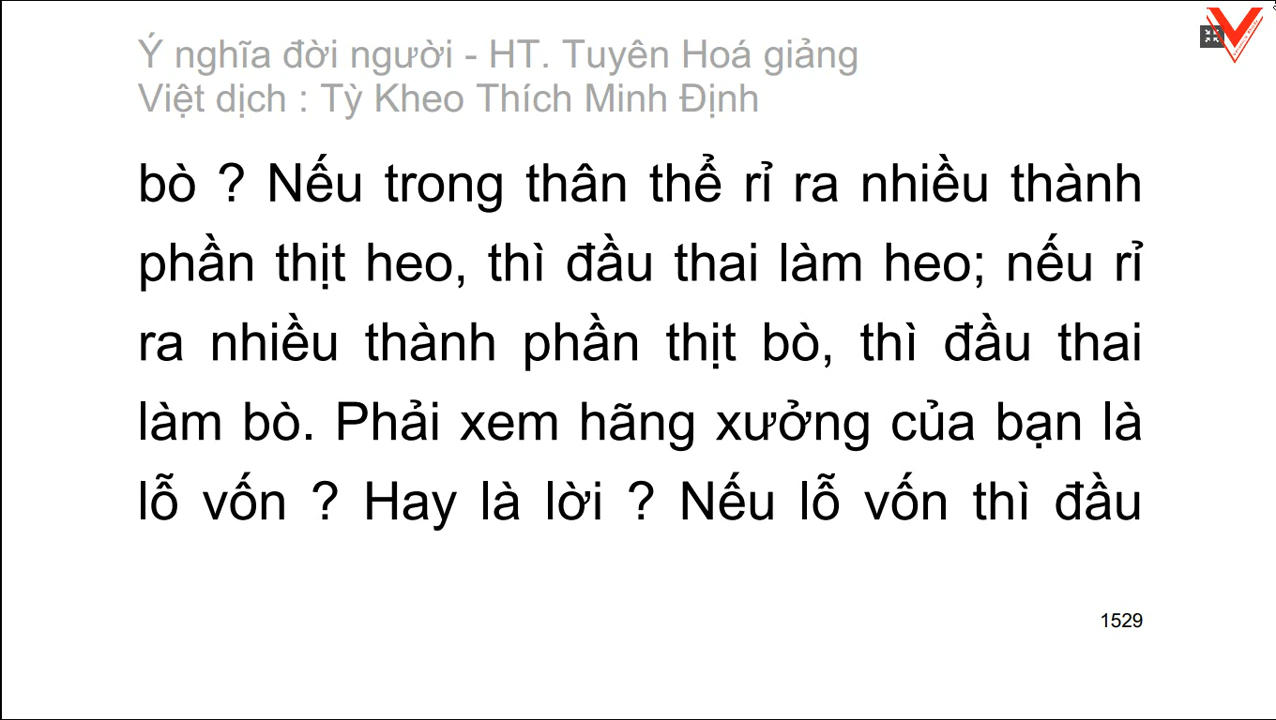 Ý nghĩa đời người - HT. Tuyên Hoá giảng
Việt dịch : Tỳ Kheo Thích Minh Định
bò ? Nếu trong thân thể rỉ ra nhiều thành
phần thịt heo, thì đầu thai làm heo; nếu rỉ
ra nhiều thành phần thịt bò, thì đầu thai
làm bò. Phải xem hãng xưởng của bạn là
lỗ vốn ? Hay là lời ? Nếu lỗ vốn thì đầu
1529